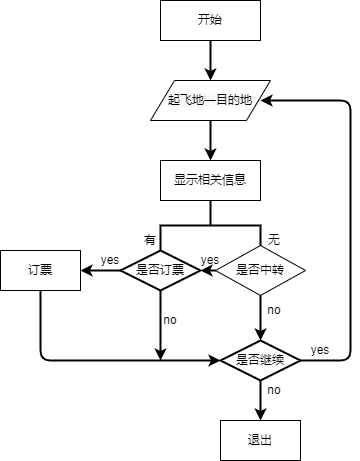 开始
起飞地—目的地
显示相关信息
有
无
订票
yes
是否订票
yes
是否中转
no
no
是否继续
yes
no
退出